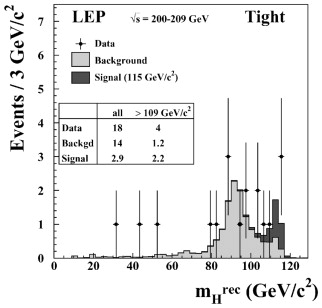 LEP √s = 200-209 GeV Tight
Data
Background
Signal (115 GeV/c²)
all > 109 GeV/c²
Data 18 4
Backgd 14 1.2
Signal 2.9 2.2
Events / 3 GeV/c²
7
6
5
4
3
2
1
0
0 20 40 60 80 100 120
m_H^rec (GeV/c²)